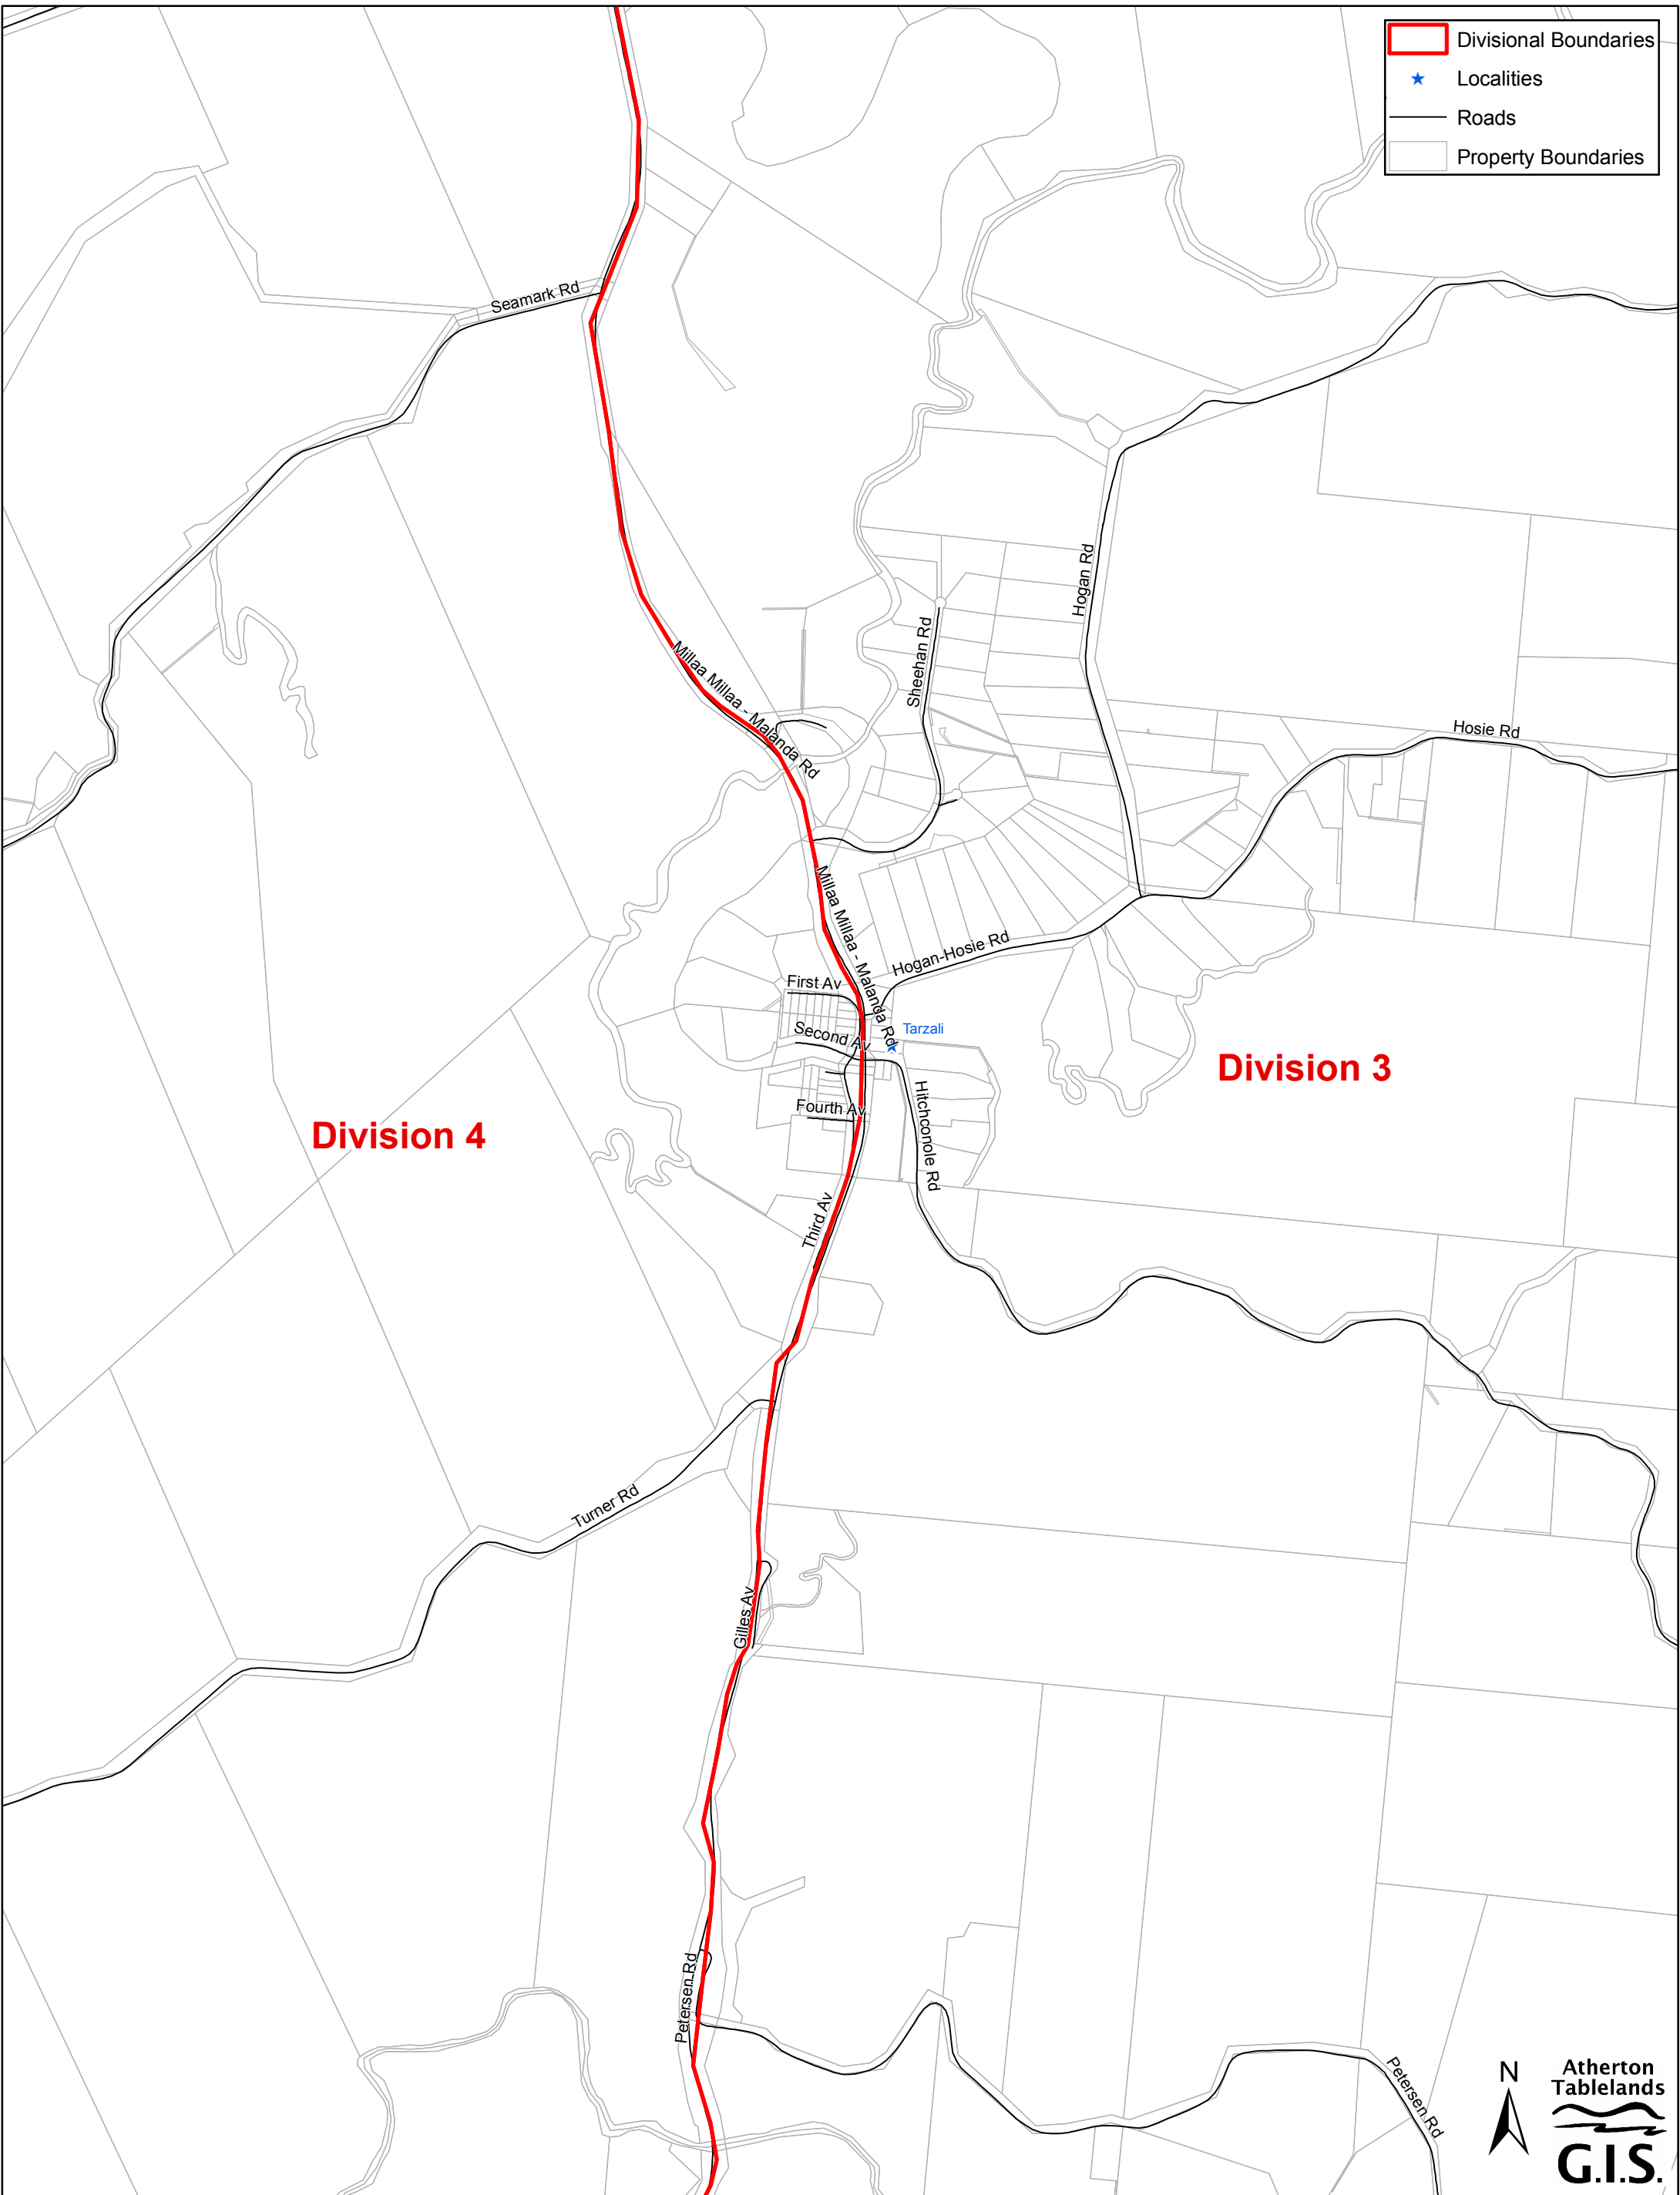 Divisional Boundaries
Localities
Roads
Property Boundaries
Seamark Rd
Hogan Rd
Sheehan Rd
Millaa Millaa - Malanda Rd
Hosie Rd
Millaa Millaa - Malanda Rd
Hogan-Hosie Rd
First Av
Tarzali
Second Av
Division 3
Hitchconole Rd
Fourth Av
Division 4
Third Av
Turner Rd
Gilles Av
Petersen Rd
Petersen Rd
N
Atherton
Tablelands
G.I.S.